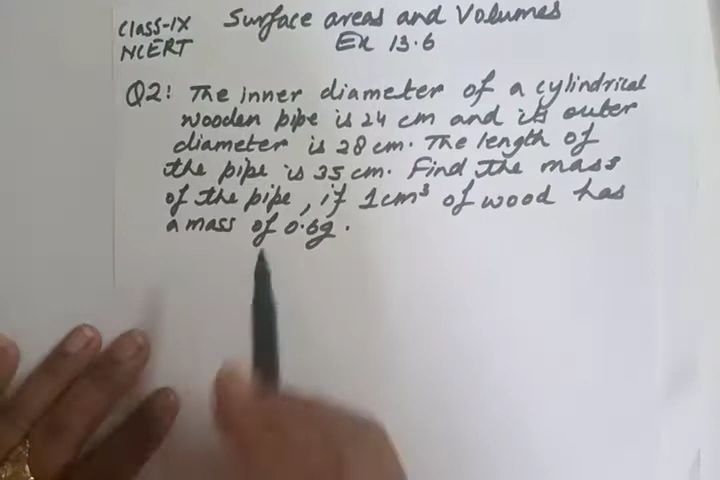 Class-IX Surface areas and Volumes
NCERT Ex 13.6
Q2: The inner diameter of a cylindrical
wooden pipe is 24 cm and its outer
diameter is 28 cm. The length of
the pipe is 35 cm. Find the mass
of the pipe, if 1cm³ of wood has
a mass of 0.6g.